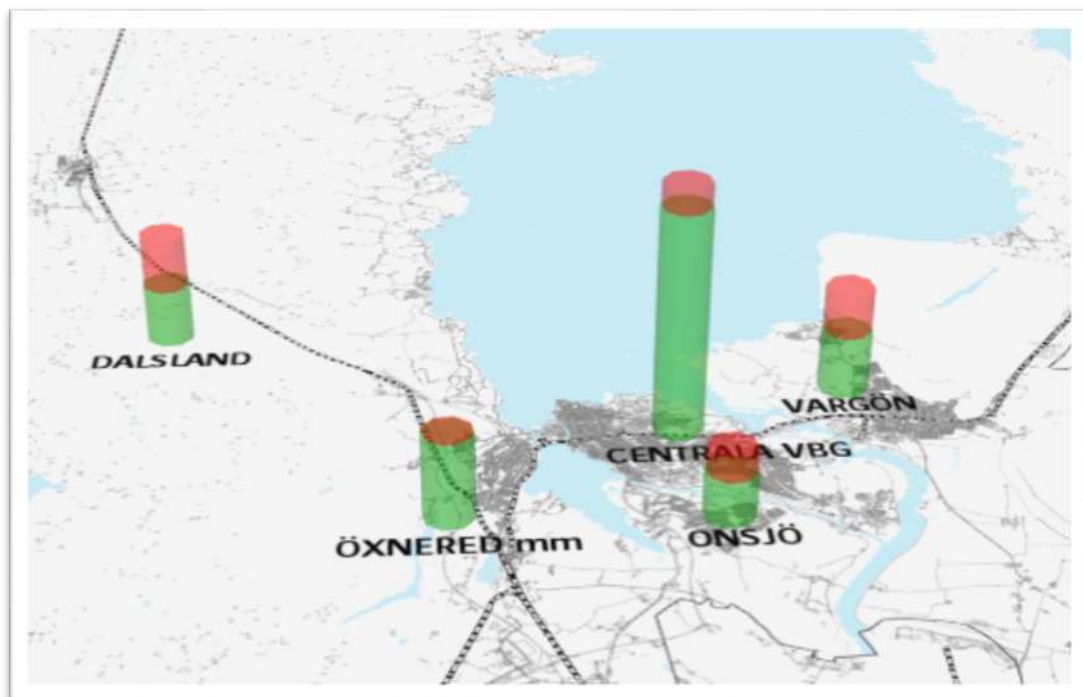 DALSLAND
VARGÖN
CENTRALA VBG
ONSJÖ
ÖXNERED mm